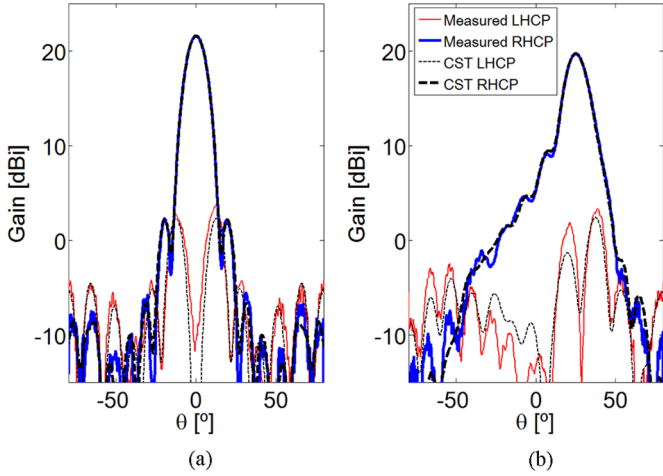 20
10
0
-10
Gain [dBi]
-50 0 50
θ [º]
(a)
Measured LHCP
Measured RHCP
CST LHCP
CST RHCP
20
10
0
-10
Gain [dBi]
-50 0 50
θ [º]
(b)